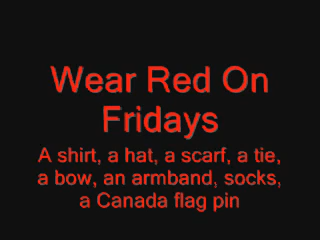 Wear Red On
Fridays
A shirt, a hat, a scarf, a tie,
a bow, an armband, socks,
a Canada flag pin